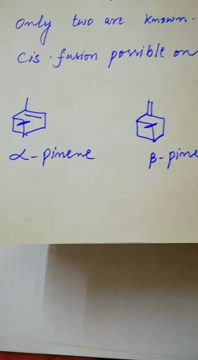 Only two are known.
Cis. fusion possible on
α-pinene β-pine